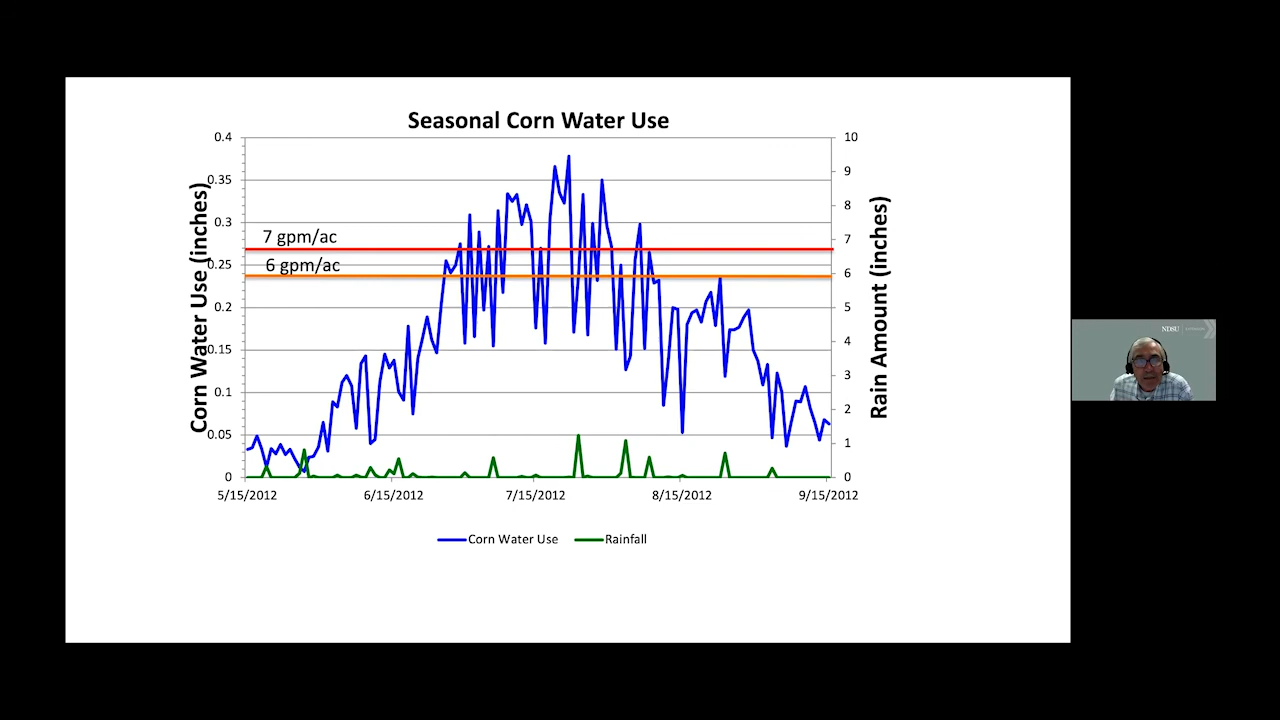 Seasonal Corn Water Use
0.4
0.35
0.3
0.25
0.2
0.15
0.1
0.05
0
Corn Water Use (inches)
7 gpm/ac
6 gpm/ac
10
9
8
7
6
5
4
3
2
1
0
Rain Amount (inches)
5/15/2012 6/15/2012 7/15/2012 8/15/2012 9/15/2012
Corn Water Use Rainfall
NDSU